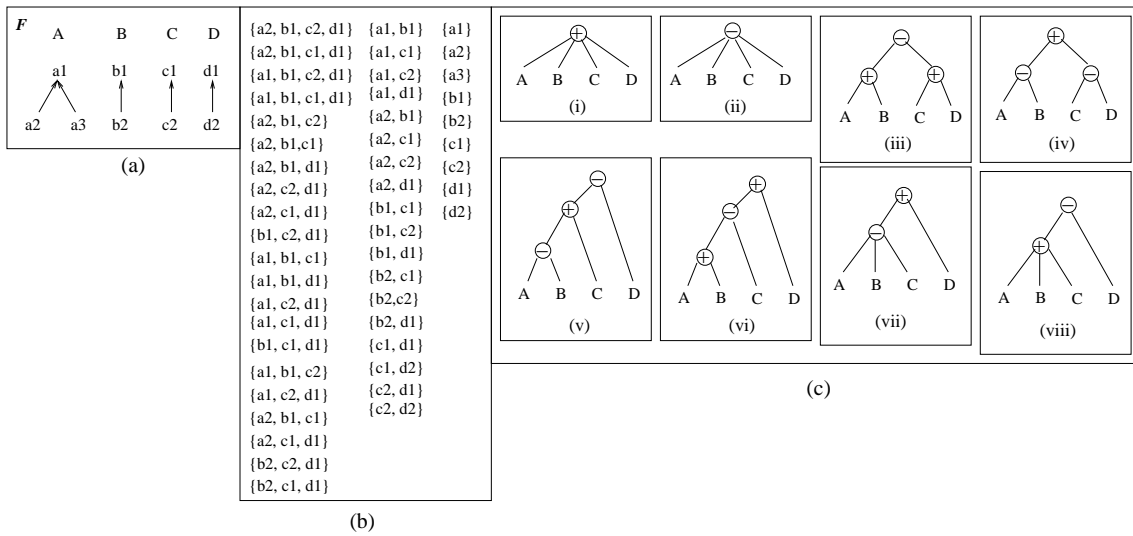 F A B C D
a1 b1 c1 d1
a2 a3 b2 c2 d2
(a)
{a2, b1, c2, d1}
{a2, b1, c1, d1}
{a1, b1, c2, d1}
{a1, b1, c1, d1}
{a2, b1, c2}
{a2, b1,c1}
{a2, b1, d1}
{a2, c2, d1}
{a2, c1, d1}
{b1, c2, d1}
{a1, b1, c1}
{a1, b1, d1}
{a1, c2, d1}
{a1, c1, d1}
{b1, c1, d1}
{a1, b1, c2}
{a1, c2, d1}
{a2, b1, c1}
{a2, c1, d1}
{b2, c2, d1}
{b2, c1, d1}
{a1, b1}
{a1, c1}
{a1, c2}
{a1, d1}
{a2, b1}
{a2, c1}
{a2, c2}
{a2, d1}
{b1, c1}
{b1, c2}
{b1, d1}
{b2, c1}
{b2,c2}
{b2, d1}
{c1, d1}
{c1, d2}
{c2, d1}
{c2, d2}
{a1}
{a2}
{a3}
{b1}
{b2}
{c1}
{c2}
{d1}
{d2}
(b)
+
A B C D
(i)
−
A B C D
(ii)
−
+ +
A B C D
(iii)
+
− −
A B C D
(iv)
−
+
−
A B C D
(v)
+
−
+
A B C D
(vi)
+
−
A B C D
(vii)
−
+
A B C D
(viii)
(c)